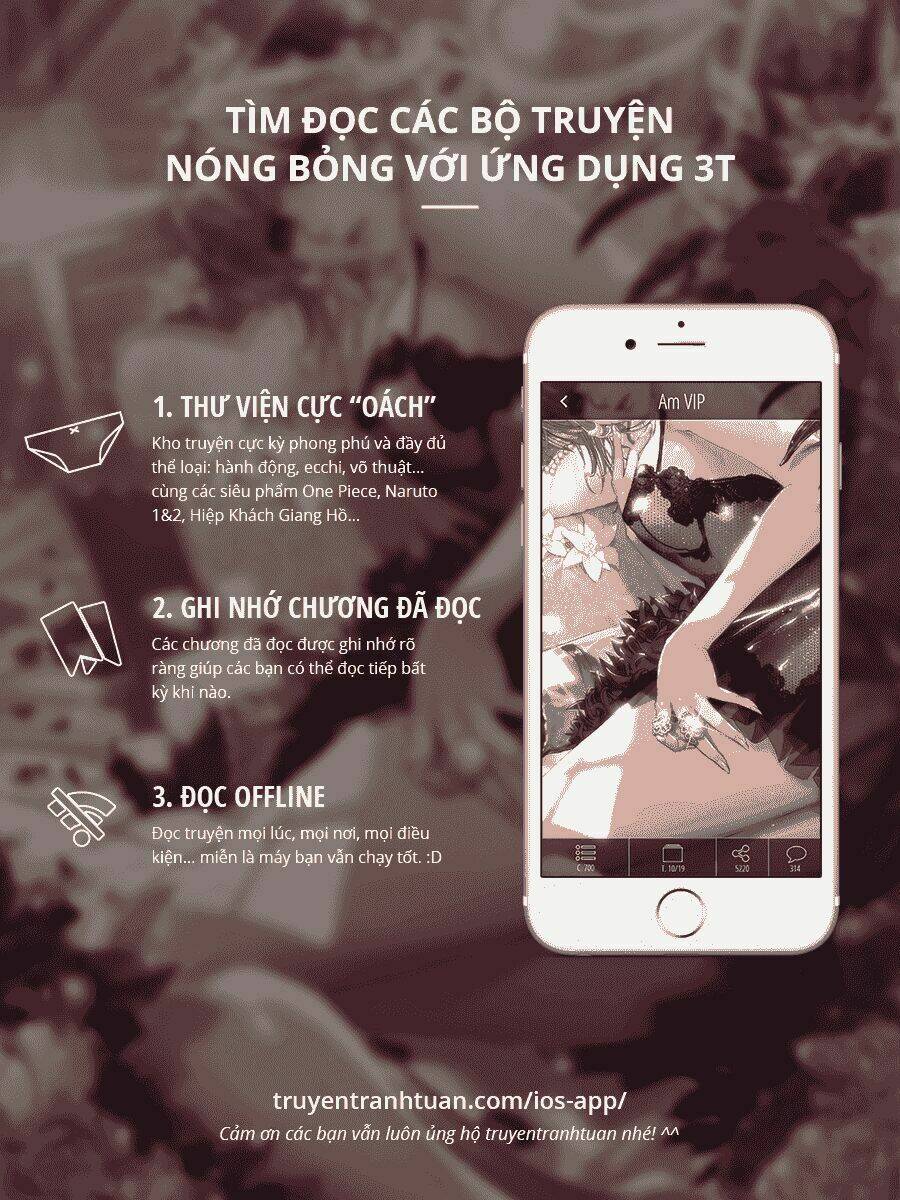 TÌM ĐỌC CÁC BỘ TRUYỆN
NÓNG BỎNG VỚI ỨNG DỤNG 3T
1. THƯ VIỆN CỰC “OÁCH”
Kho truyện cực kỳ phong phú và đầy đủ
thể loại: hành động, ecchi, võ thuật...
cùng các siêu phẩm One Piece, Naruto
1&2, Hiệp Khách Giang Hồ...
2. GHI NHỚ CHƯƠNG ĐÃ ĐỌC
Các chương đã đọc được ghi nhớ rõ
ràng giúp các bạn có thể đọc tiếp bất
kỳ khi nào.
3. ĐỌC OFFLINE
Đọc truyện mọi lúc, mọi nơi, mọi điều
kiện... miễn là máy bạn vẫn chạy tốt. :D
Am VIP
C. 700
T. 10/19
5220
314
truyentranhtuan.com/ios-app/
Cảm ơn các bạn vẫn luôn ủng hộ truyentranhtuan nhé! ^^